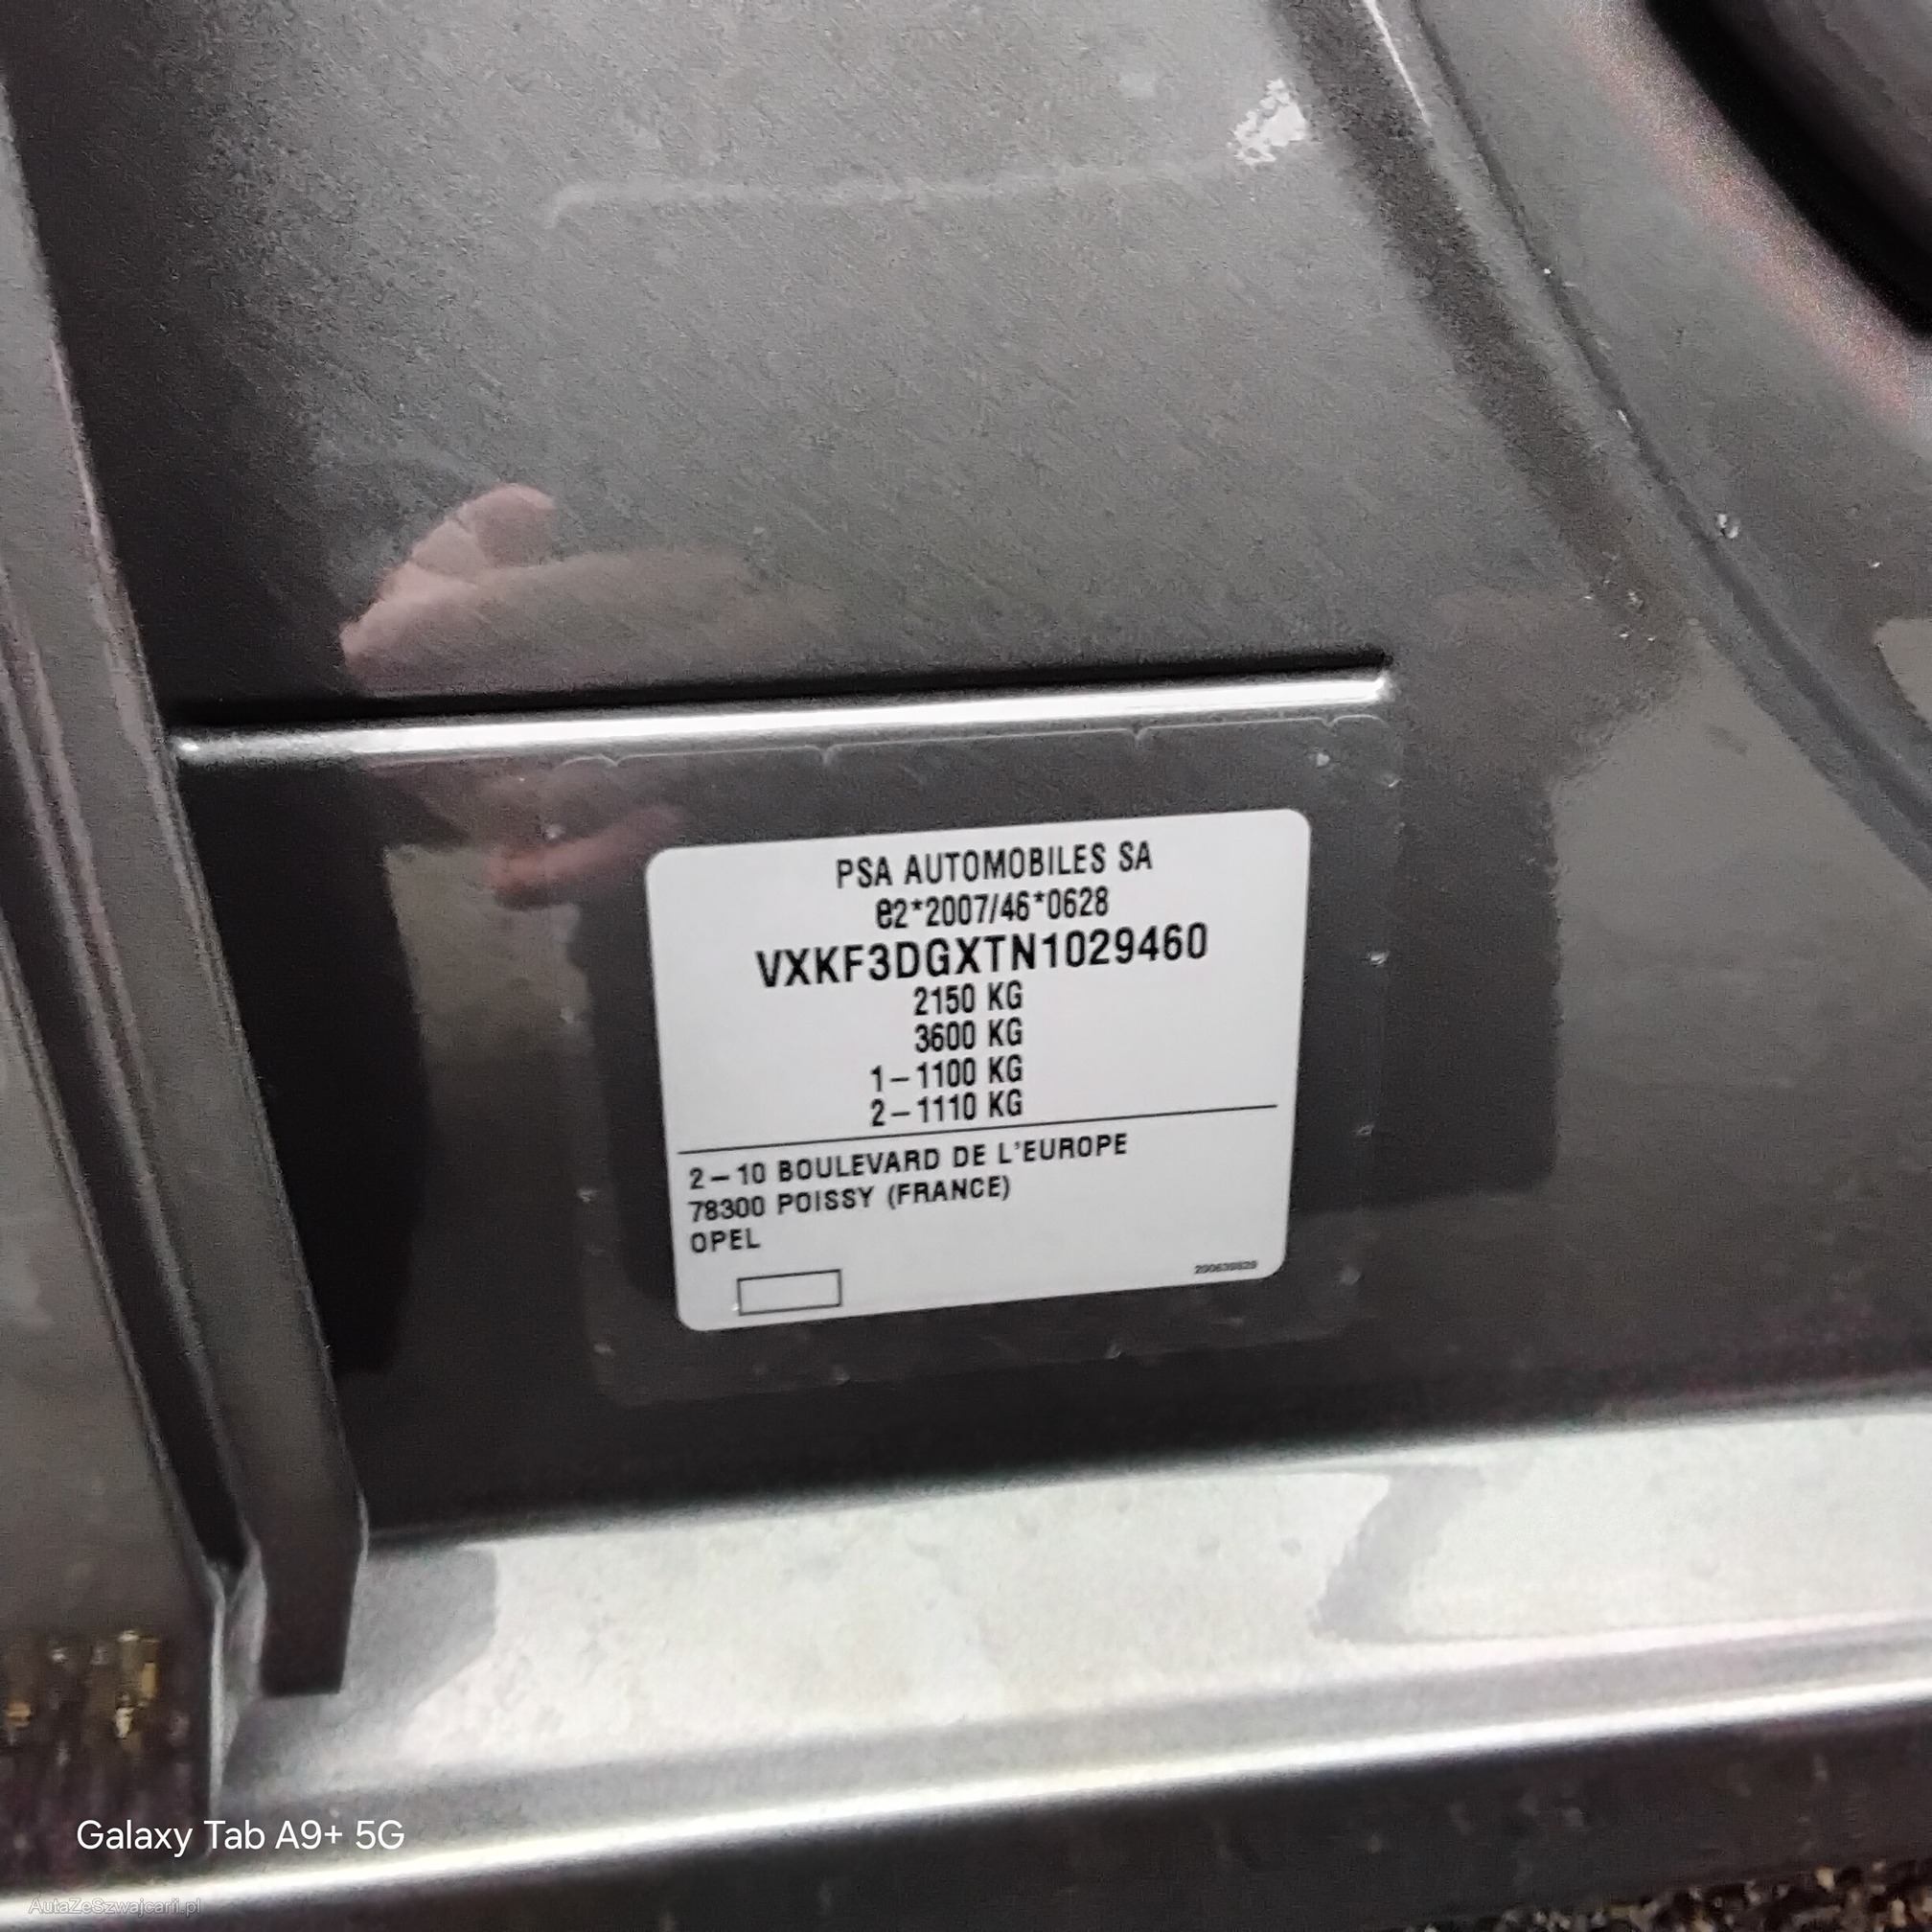 PSA AUTOMOBILES SA
e2*2007/46*0628
VXKF3DGXTN1029460
2150 KG
3600 KG
1-1100 KG
2-1110 KG
2-10 BOULEVARD DE L'EUROPE
78300 POISSY (FRANCE)
OPEL
Galaxy Tab A9+ 5G
AutaZeSzwajcarii.pl